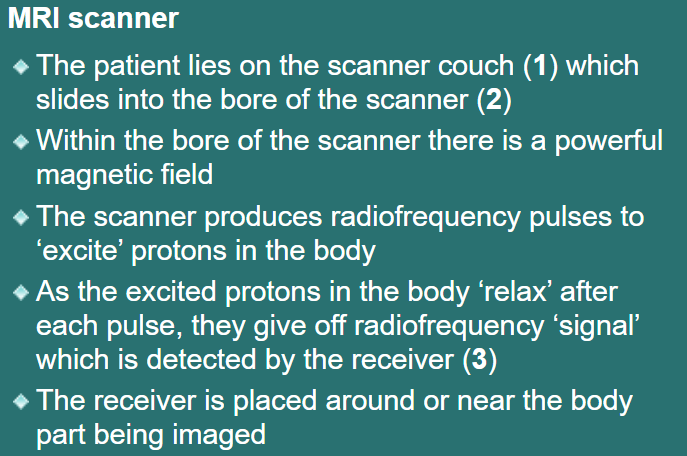 MRI scanner
The patient lies on the scanner couch (1) which
slides into the bore of the scanner (2)
Within the bore of the scanner there is a powerful
magnetic field
The scanner produces radiofrequency pulses to
‘excite’ protons in the body
As the excited protons in the body ‘relax’ after
each pulse, they give off radiofrequency ‘signal’
which is detected by the receiver (3)
The receiver is placed around or near the body
part being imaged